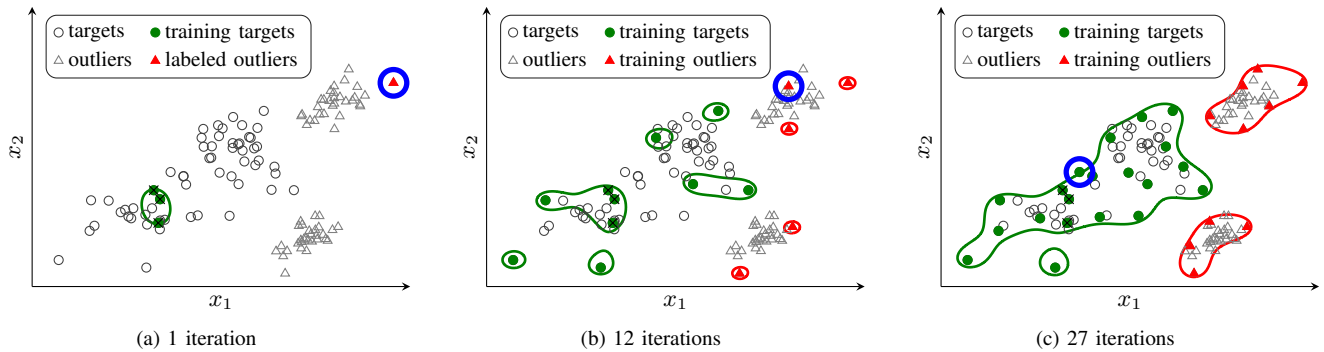 targets training targets
outliers labeled outliers
x₂
x₁
(a) 1 iteration
targets training targets
outliers training outliers
x₂
x₁
(b) 12 iterations
targets training targets
outliers training outliers
x₂
x₁
(c) 27 iterations